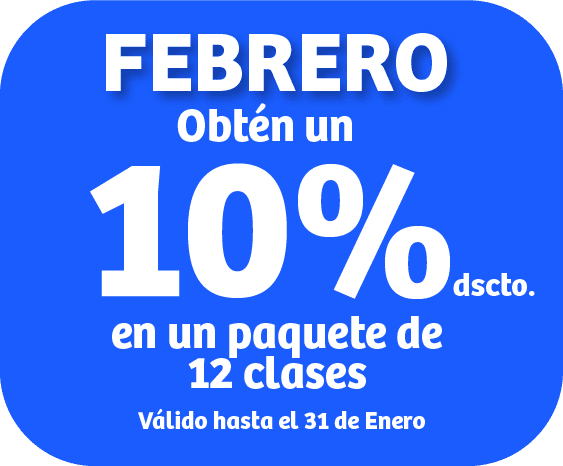 FEBRERO
Obtén un
10% dscto.
en un paquete de
12 clases
Válido hasta el 31 de Enero